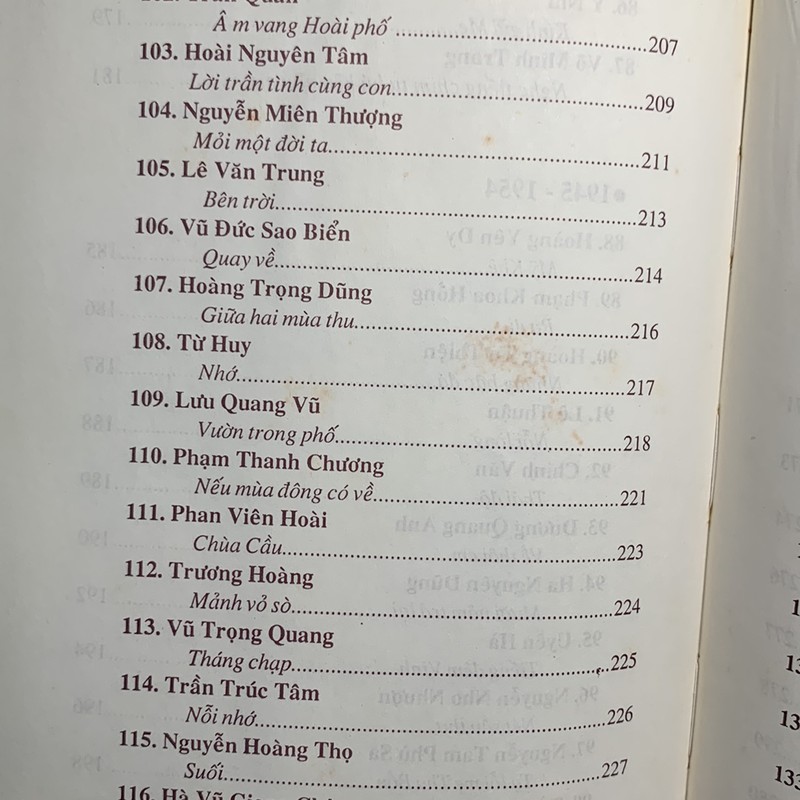 Â m vang Hoài phố ........207
103. Hoài Nguyên Tâm
Lời trần tình cùng con........209
104. Nguyễn Miên Thượng
Mỏi một đời ta........211
105. Lê Văn Trung
Bên trời........213
106. Vũ Đức Sao Biển
Quay về........214
107. Hoàng Trọng Dũng
Giữa hai mùa thu........216
108. Từ Huy
Nhớ........217
109. Lưu Quang Vũ
Vườn trong phố........218
110. Phạm Thanh Chương
Nếu mùa đông có về........221
111. Phan Viên Hoài
Chùa Cầu........223
112. Trương Hoàng
Mảnh vỏ sò........224
113. Vũ Trọng Quang
Tháng chạp........225
114. Trần Trúc Tâm
Nỗi nhớ........226
115. Nguyễn Hoàng Thọ
Suối........227
116. Hà Vũ